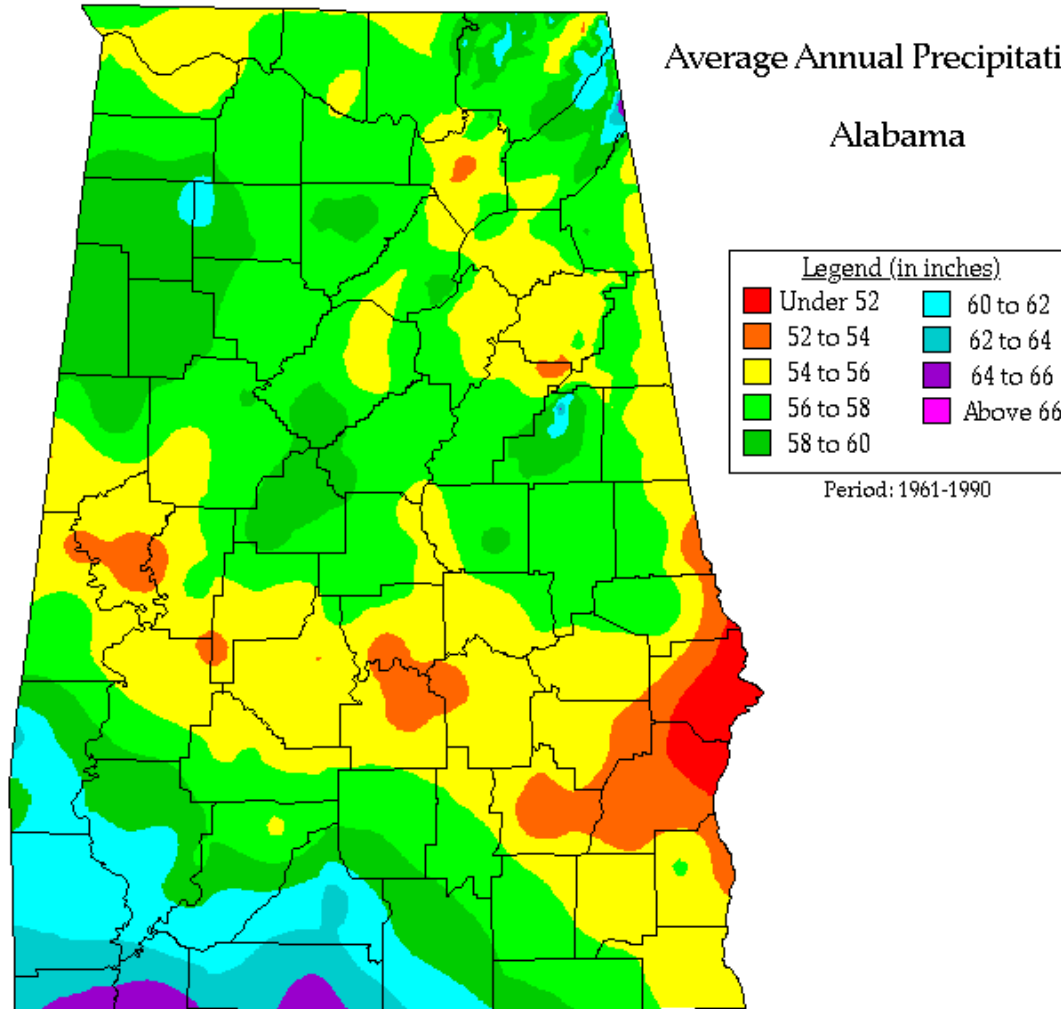 Average Annual Precipitati
Alabama
Legend (in inches)
Under 52
52 to 54
54 to 56
56 to 58
58 to 60
60 to 62
62 to 64
64 to 66
Above 66
Period: 1961-1990